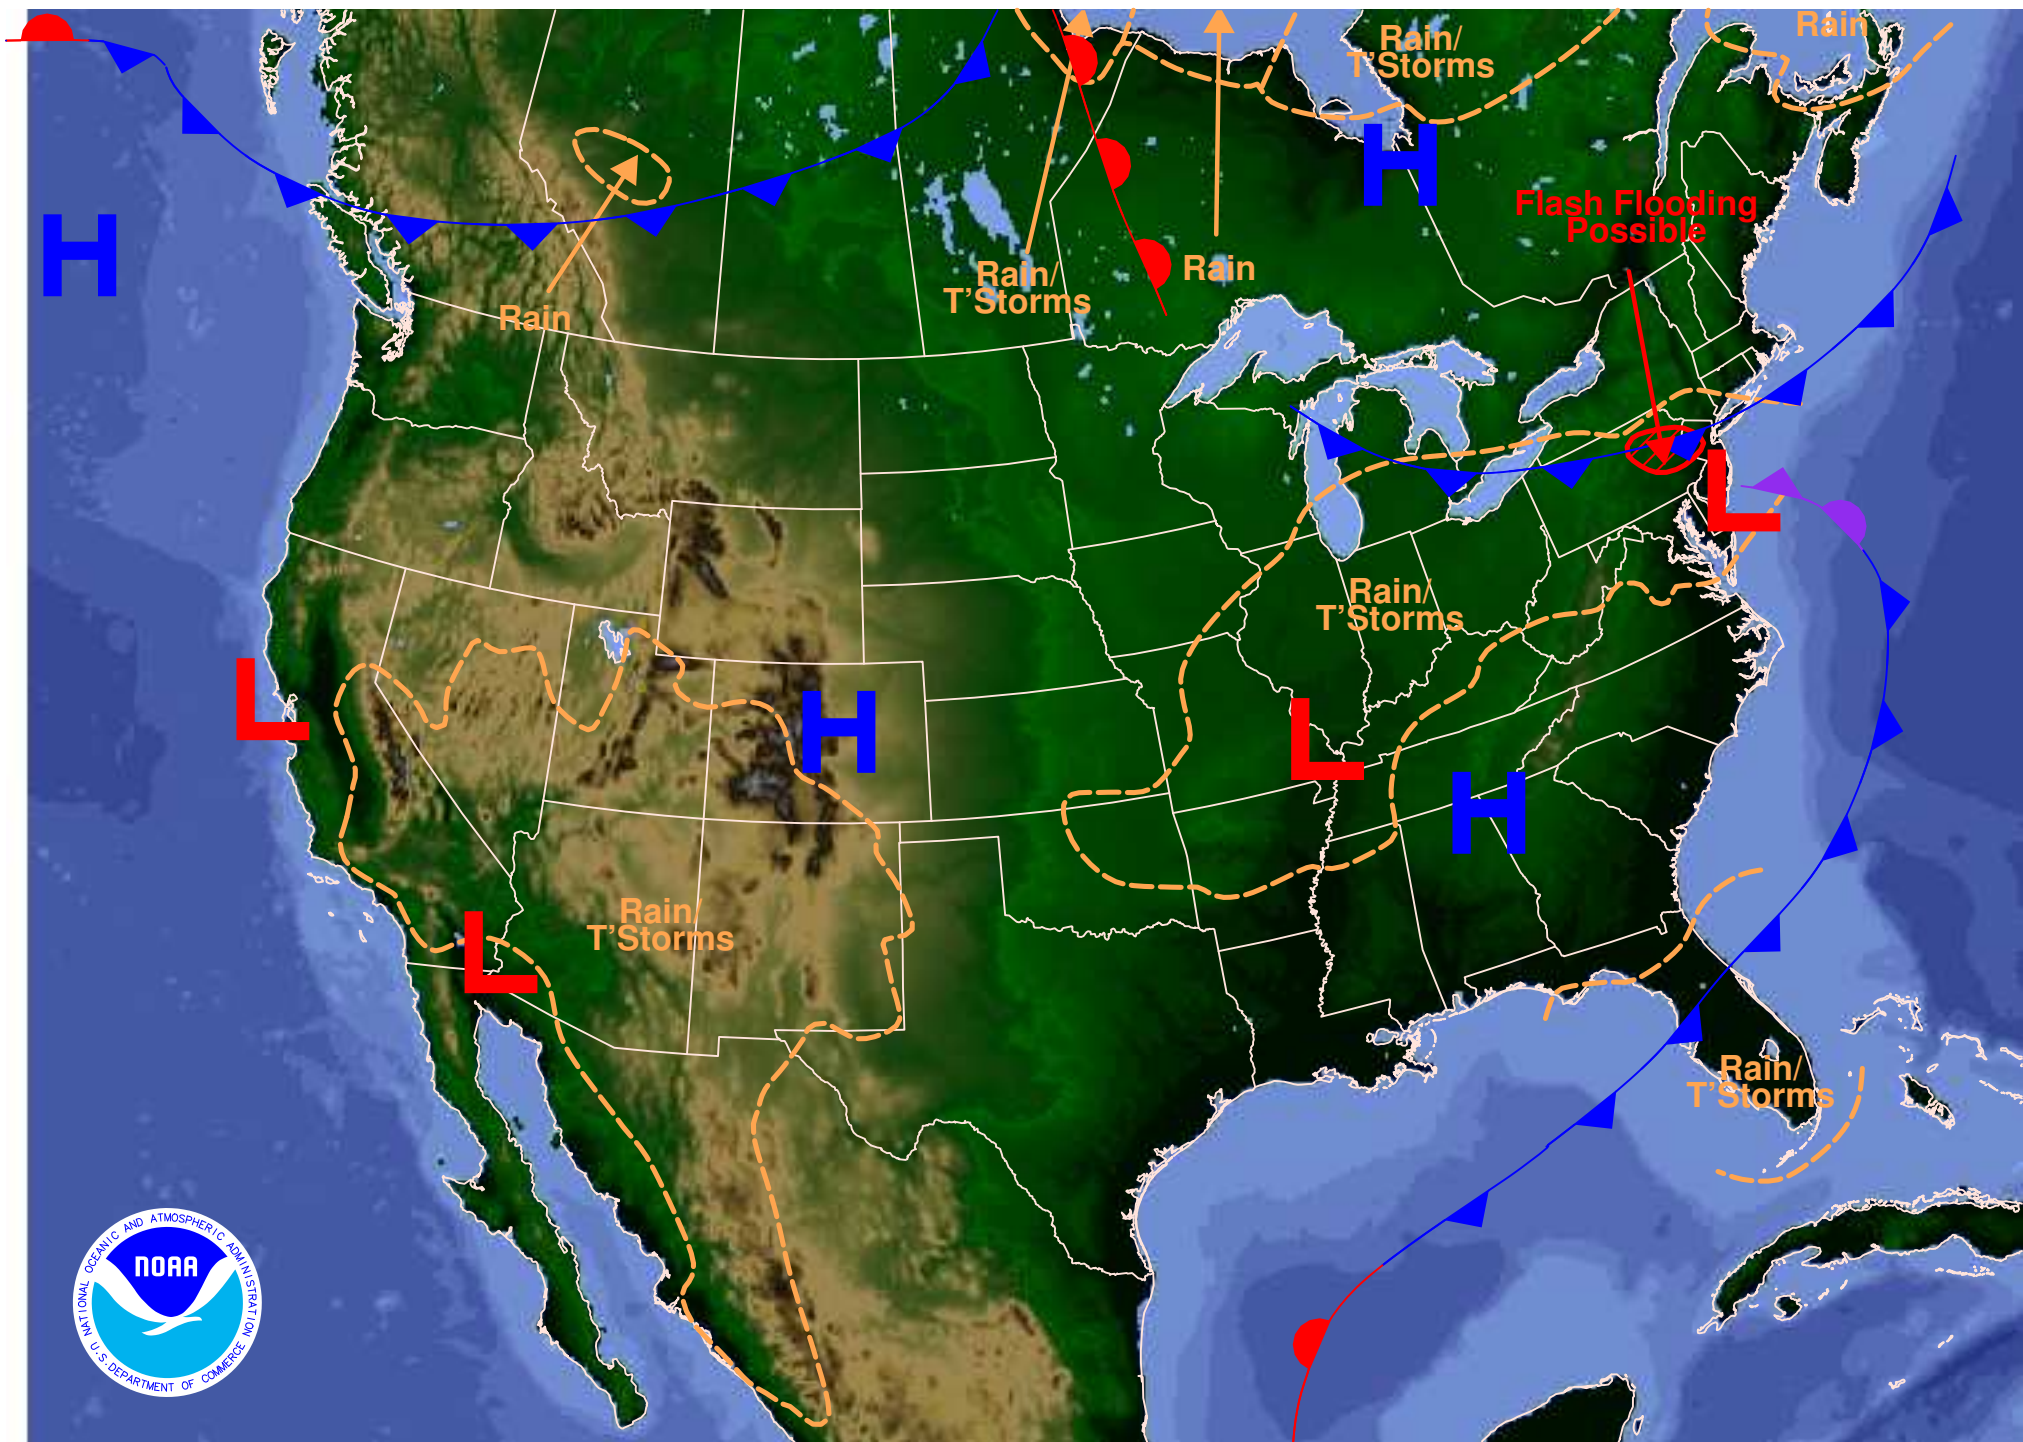 Rain/
T'Storms
Rain
H
Flash Flooding
Possible
H
Rain/
T'Storms
Rain
Rain
Rain/
T'Storms
L
L
H
L
H
Rain/
T'Storms
L
Rain/
T'Storms
NATIONAL OCEANIC AND ATMOSPHERIC ADMINISTRATION
NOAA
U.S. DEPARTMENT OF COMMERCE